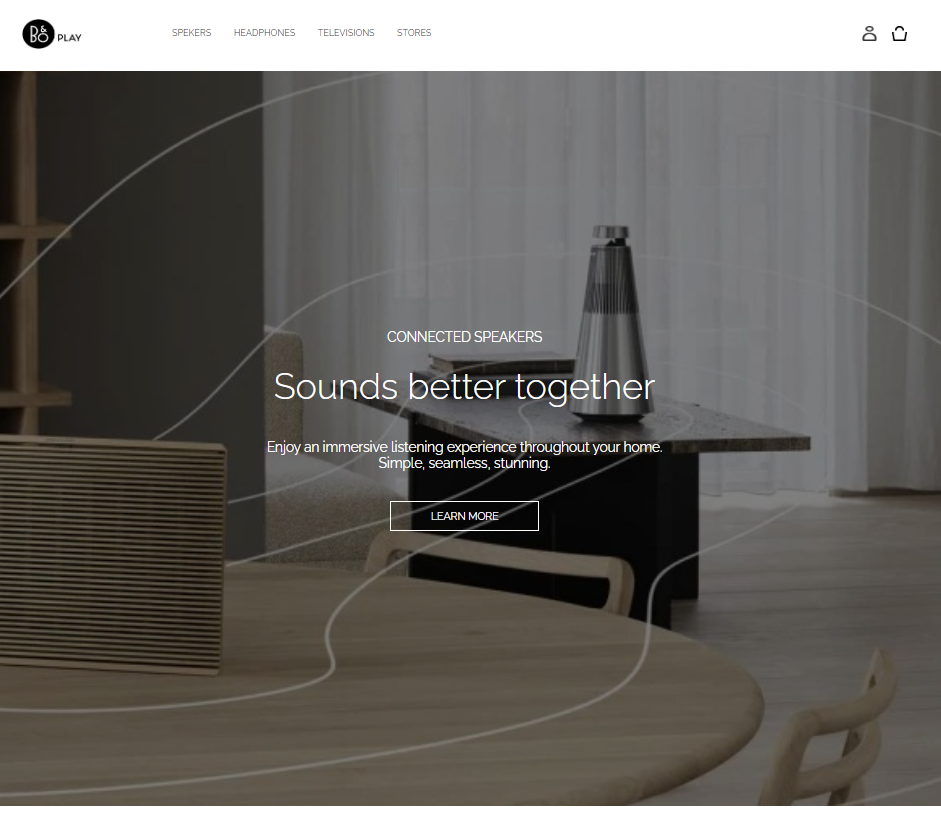 B&O PLAY
SPEKERS HEADPHONES TELEVISIONS STORES
CONNECTED SPEAKERS
Sounds better together
Enjoy an immersive listening experience throughout your home.
Simple, seamless, stunning.
LEARN MORE